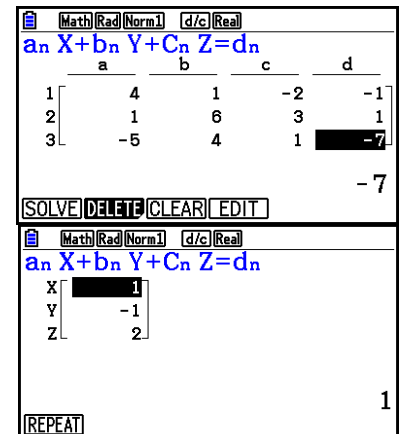 Math Rad Norm1 d/c Real
an X+bn Y+Cn Z=dn
a b c d
1 4 1 -2 -1
2 1 6 3 1
3 -5 4 1 -7
-7
SOLVE DELETE CLEAR EDIT
Math Rad Norm1 d/c Real
an X+bn Y+Cn Z=dn
X 1
Y -1
Z 2
1
REPEAT